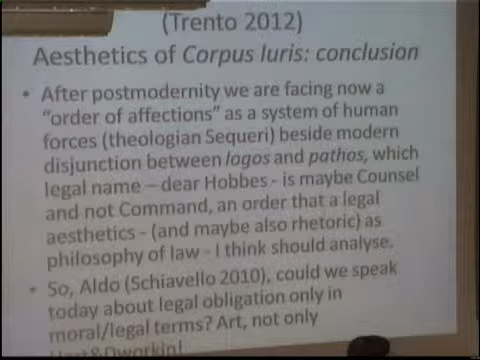 (Trento 2012)
Aesthetics of Corpus Iuris: conclusion
• After postmodernity we are facing now a
"order of affections" as a system of human
forces (theologian Sequeri) beside modern
disjunction between logos and pathos, which
legal name – dear Hobbes - is maybe Counsel
and not Command, an order that a legal
aesthetics - (and maybe also rhetoric) as
philosophy of law - I think should analyse.
• So, Aldo (Schiavello 2010), could we speak
today about legal obligation only in
moral/legal terms? Art, not only
Hart&Dworkin!